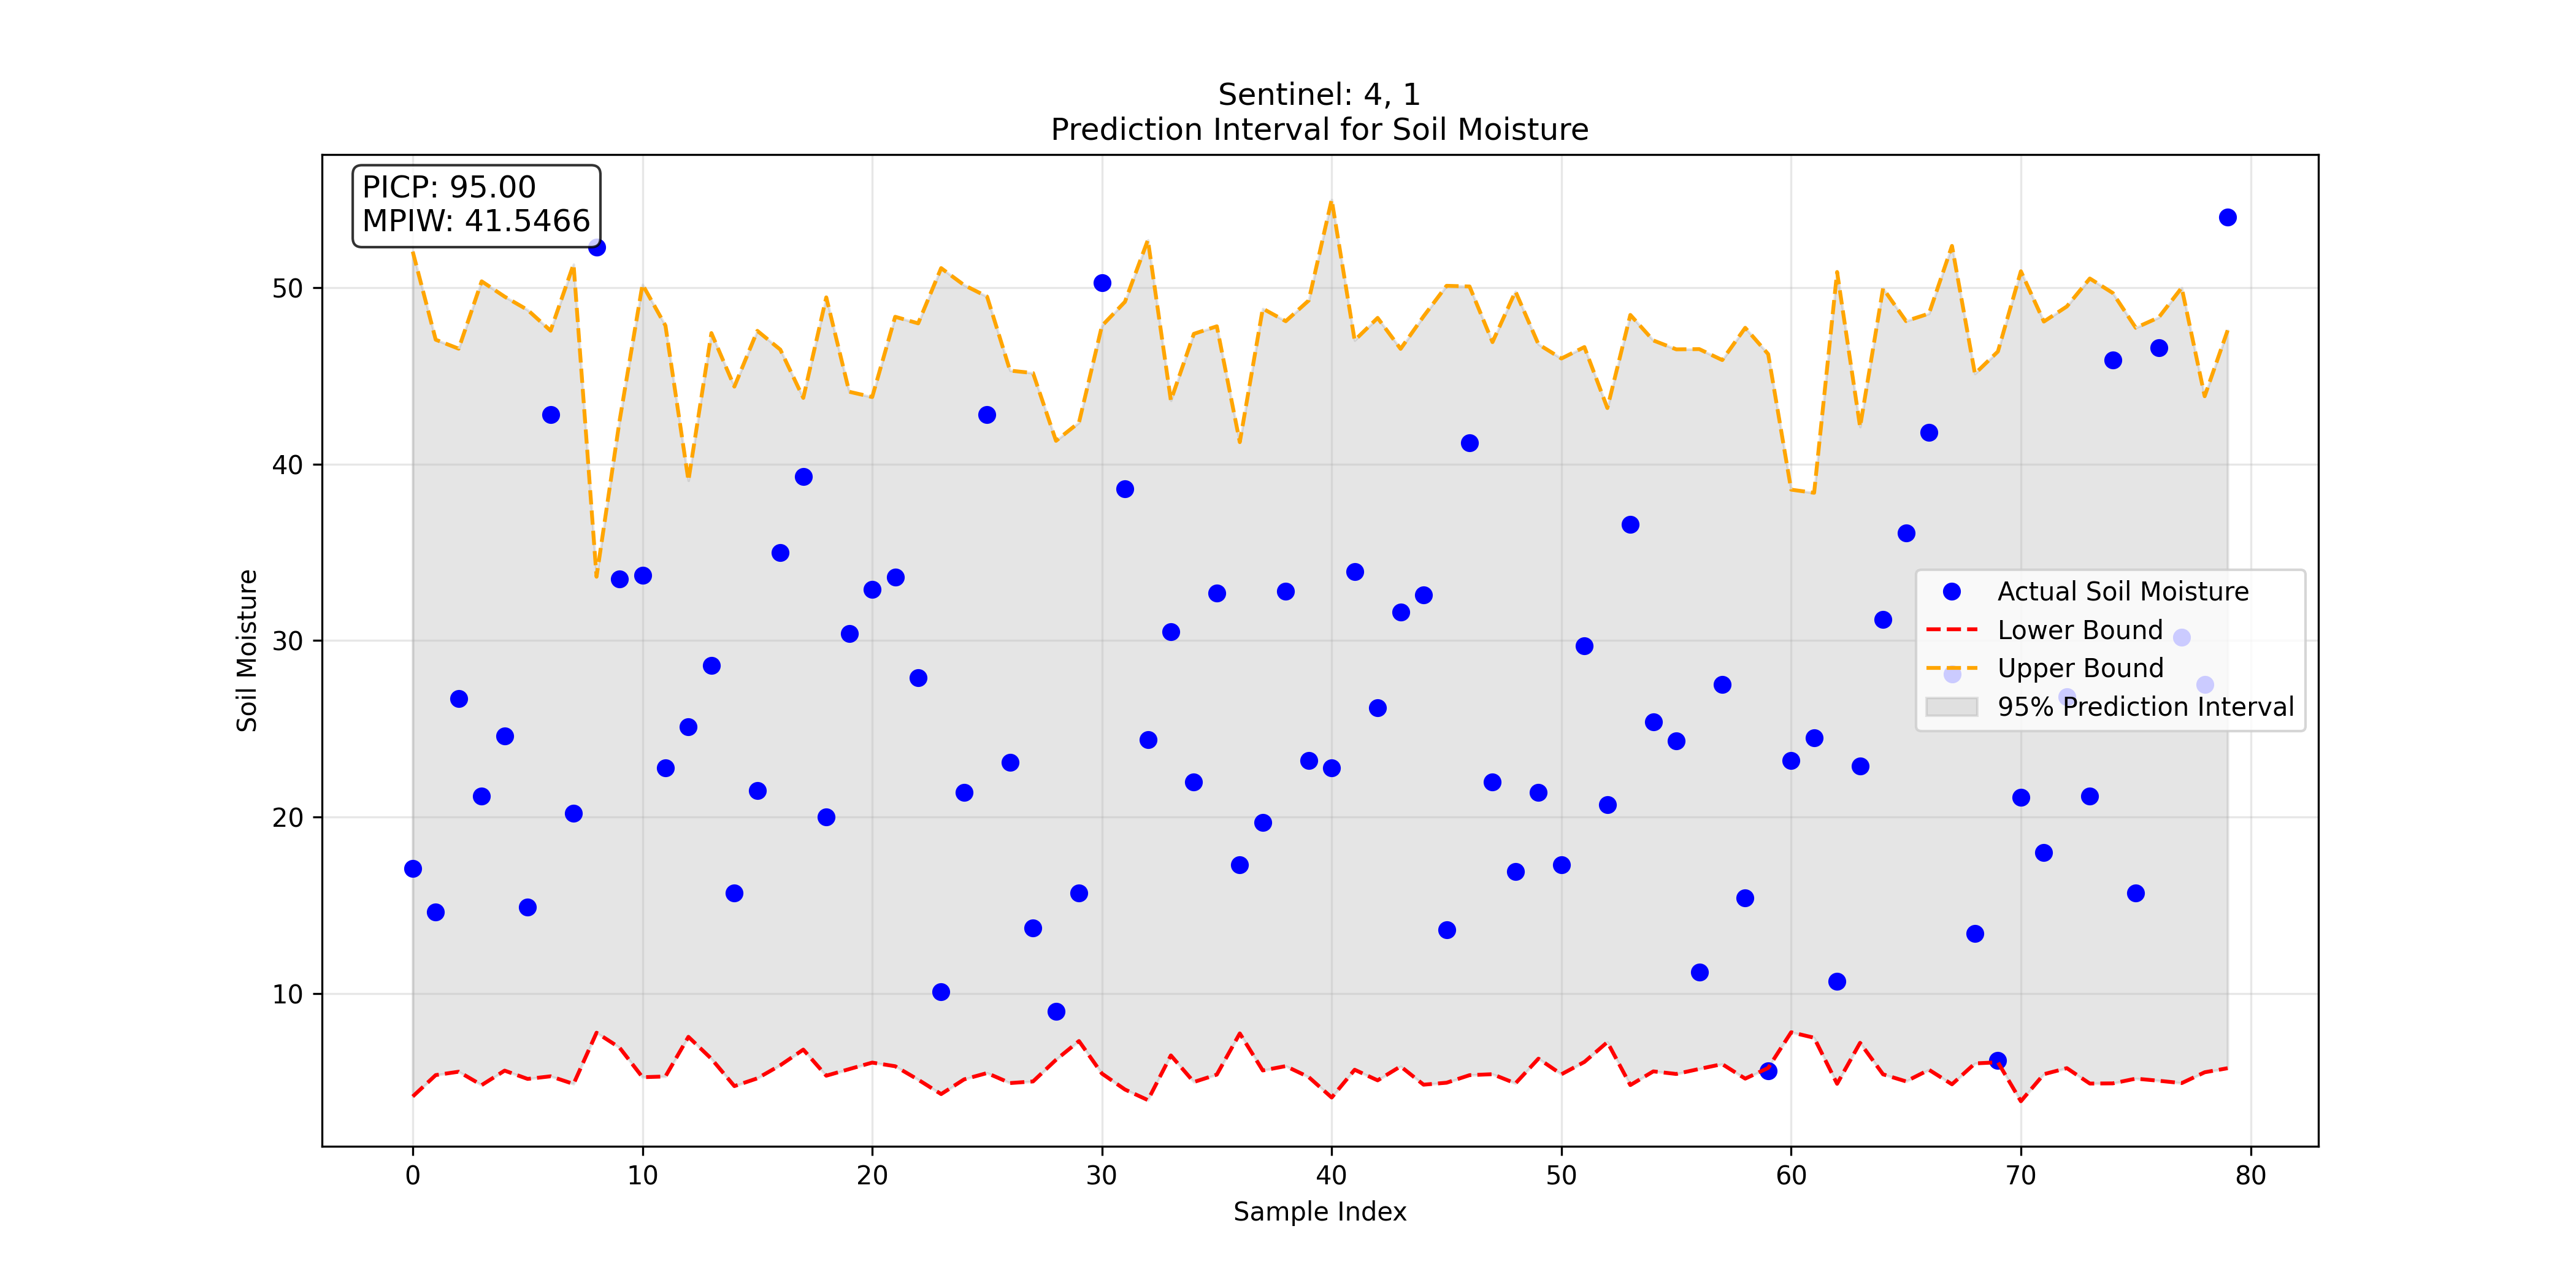 Sentinel: 4, 1
Prediction Interval for Soil Moisture
PICP: 95.00
MPIW: 41.5466
50
40
30
20
10
Soil Moisture
Actual Soil Moisture
Lower Bound
Upper Bound
95% Prediction Interval
0 10 20 30 40 50 60 70 80
Sample Index